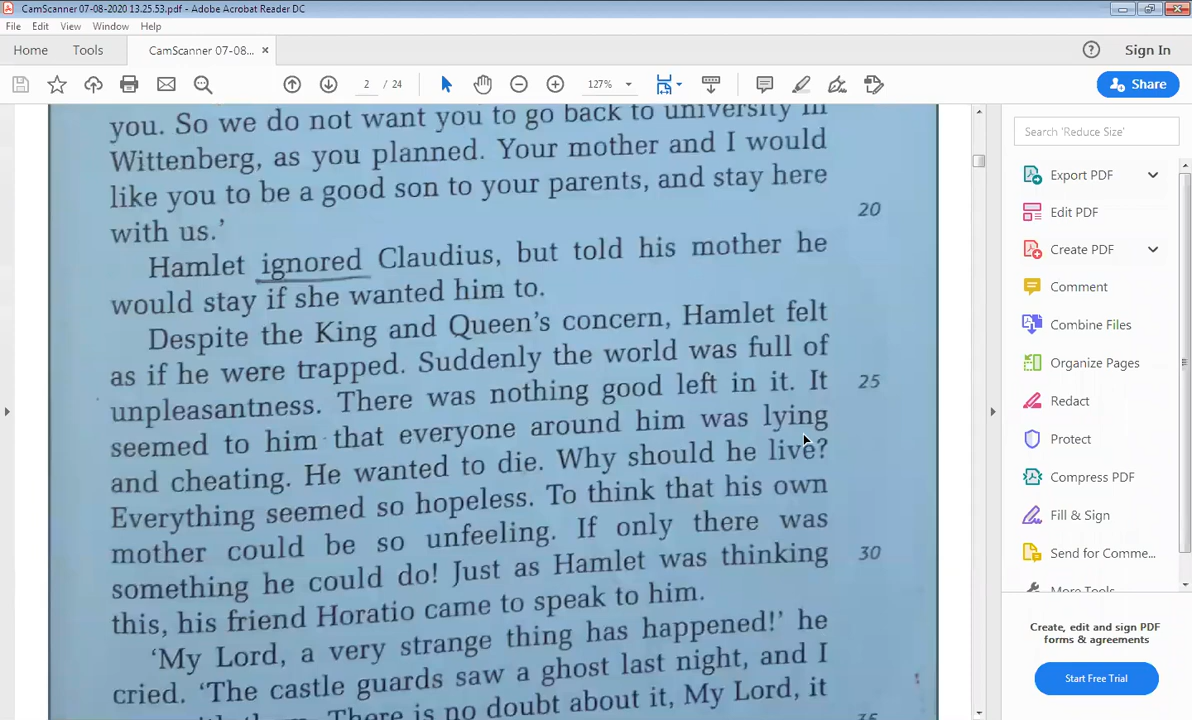 CamScanner 07-08-2020 13.25.53.pdf - Adobe Acrobat Reader DC
File Edit View Window Help
Home Tools CamScanner 07-08... × Sign In
2 / 24 127% Share
you. So we do not want you to go back to university in
Wittenberg, as you planned. Your mother and I would
like you to be a good son to your parents, and stay here
with us.’ 20
Hamlet ignored Claudius, but told his mother he
would stay if she wanted him to.
Despite the King and Queen’s concern, Hamlet felt
as if he were trapped. Suddenly the world was full of
unpleasantness. There was nothing good left in it. It 25
seemed to him that everyone around him was lying
and cheating. He wanted to die. Why should he live?
Everything seemed so hopeless. To think that his own
mother could be so unfeeling. If only there was
something he could do! Just as Hamlet was thinking 30
this, his friend Horatio came to speak to him.
‘My Lord, a very strange thing has happened!’ he
cried. ‘The castle guards saw a ghost last night, and I
with them. There is no doubt about it, My Lord, it
35
Search 'Reduce Size'
Export PDF
Edit PDF
Create PDF
Comment
Combine Files
Organize Pages
Redact
Protect
Compress PDF
Fill & Sign
Send for Comme...
More Tools
Create, edit and sign PDF
forms & agreements
Start Free Trial